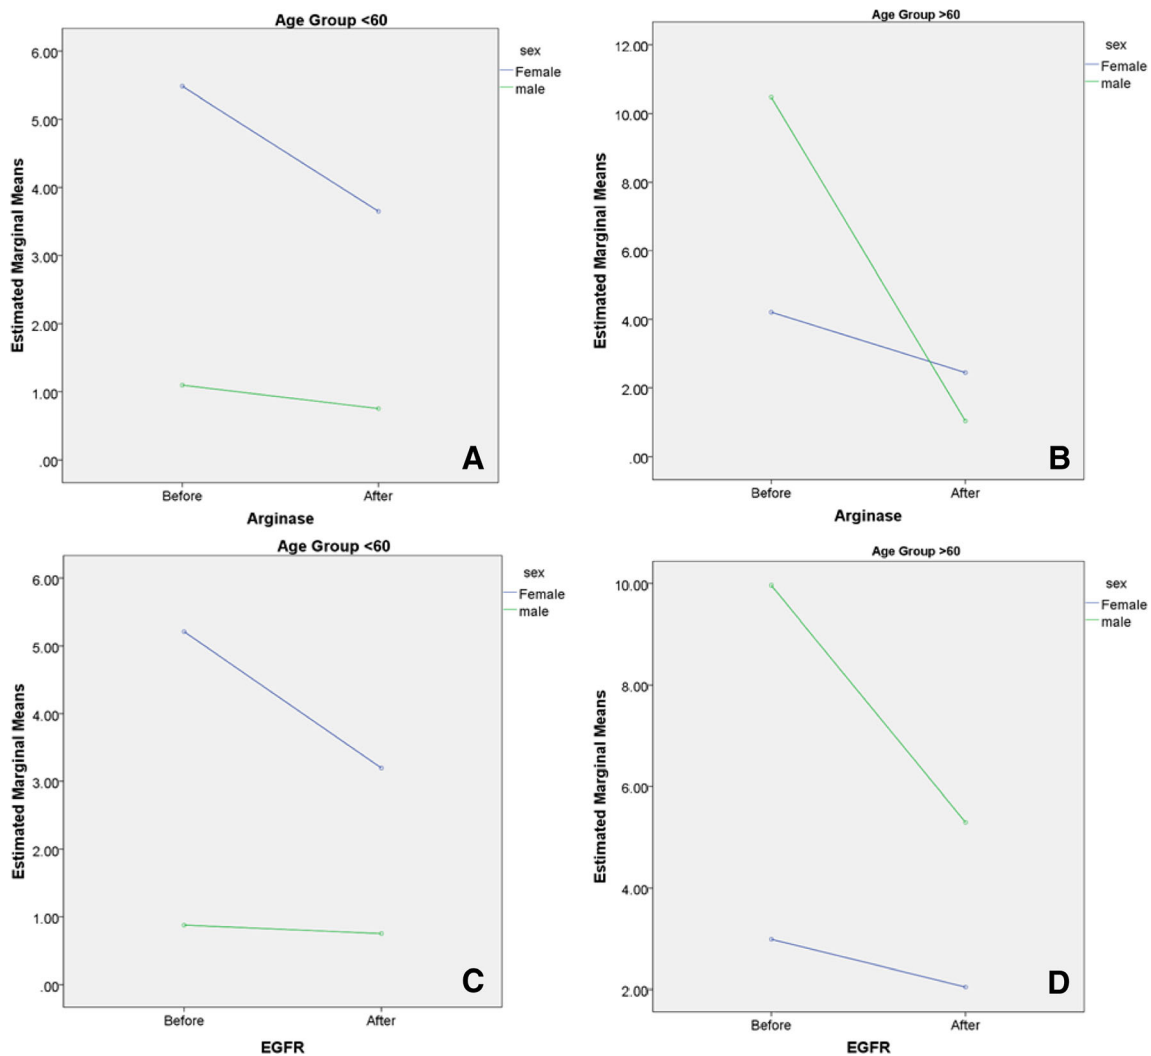 Age Group <60
Estimated Marginal Means
6.00
5.00
4.00
3.00
2.00
1.00
.00
Before
After
Arginase
sex
Female
male
A
Age Group >60
Estimated Marginal Means
12.00
10.00
8.00
6.00
4.00
2.00
.00
Before
After
Arginase
sex
Female
male
B
Age Group <60
Estimated Marginal Means
6.00
5.00
4.00
3.00
2.00
1.00
.00
Before
After
EGFR
sex
Female
male
C
Age Group >60
Estimated Marginal Means
10.00
8.00
6.00
4.00
2.00
Before
After
EGFR
sex
Female
male
D